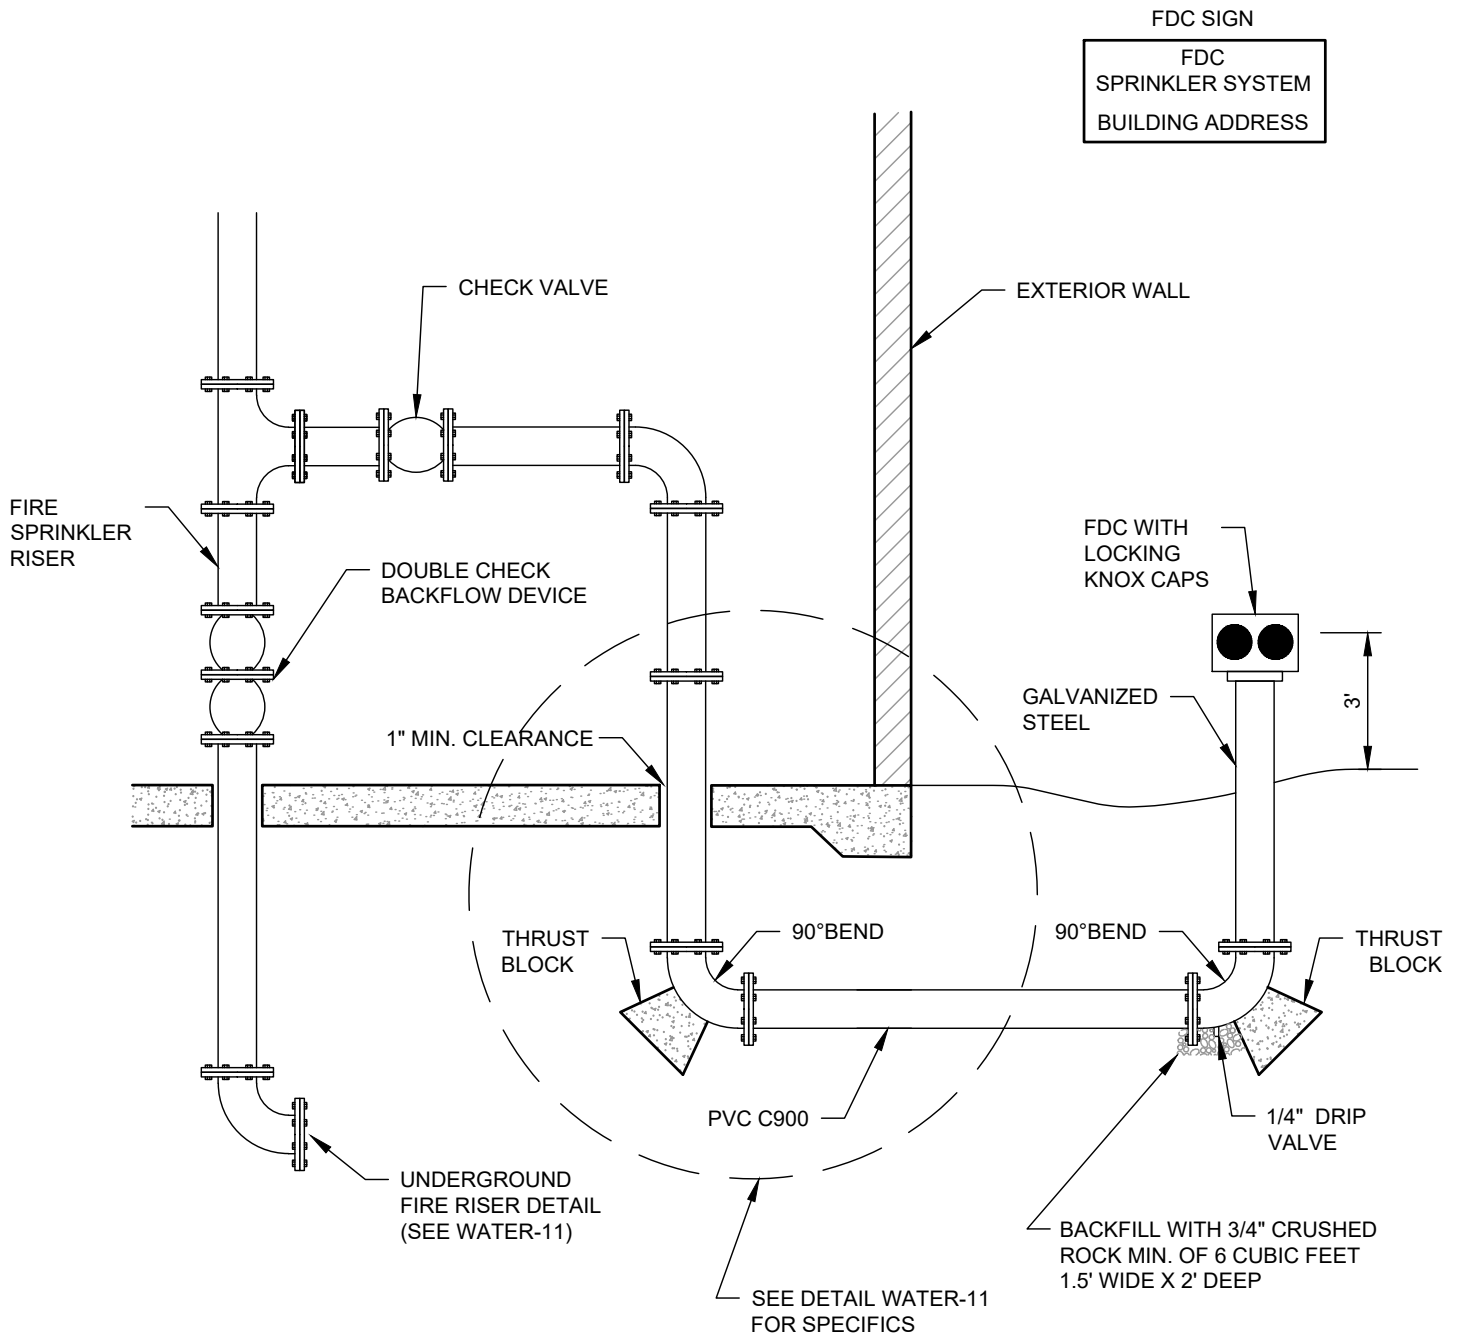 FDC SIGN
FDC
SPRINKLER SYSTEM
BUILDING ADDRESS
CHECK VALVE
EXTERIOR WALL
FIRE
SPRINKLER
RISER
DOUBLE CHECK
BACKFLOW DEVICE
FDC WITH
LOCKING
KNOX CAPS
GALVANIZED
STEEL
3'
1" MIN. CLEARANCE
THRUST
BLOCK
90°BEND
90°BEND
THRUST
BLOCK
PVC C900
1/4" DRIP
VALVE
UNDERGROUND
FIRE RISER DETAIL
(SEE WATER-11)
BACKFILL WITH 3/4" CRUSHED
ROCK MIN. OF 6 CUBIC FEET
1.5' WIDE X 2' DEEP
SEE DETAIL WATER-11
FOR SPECIFICS